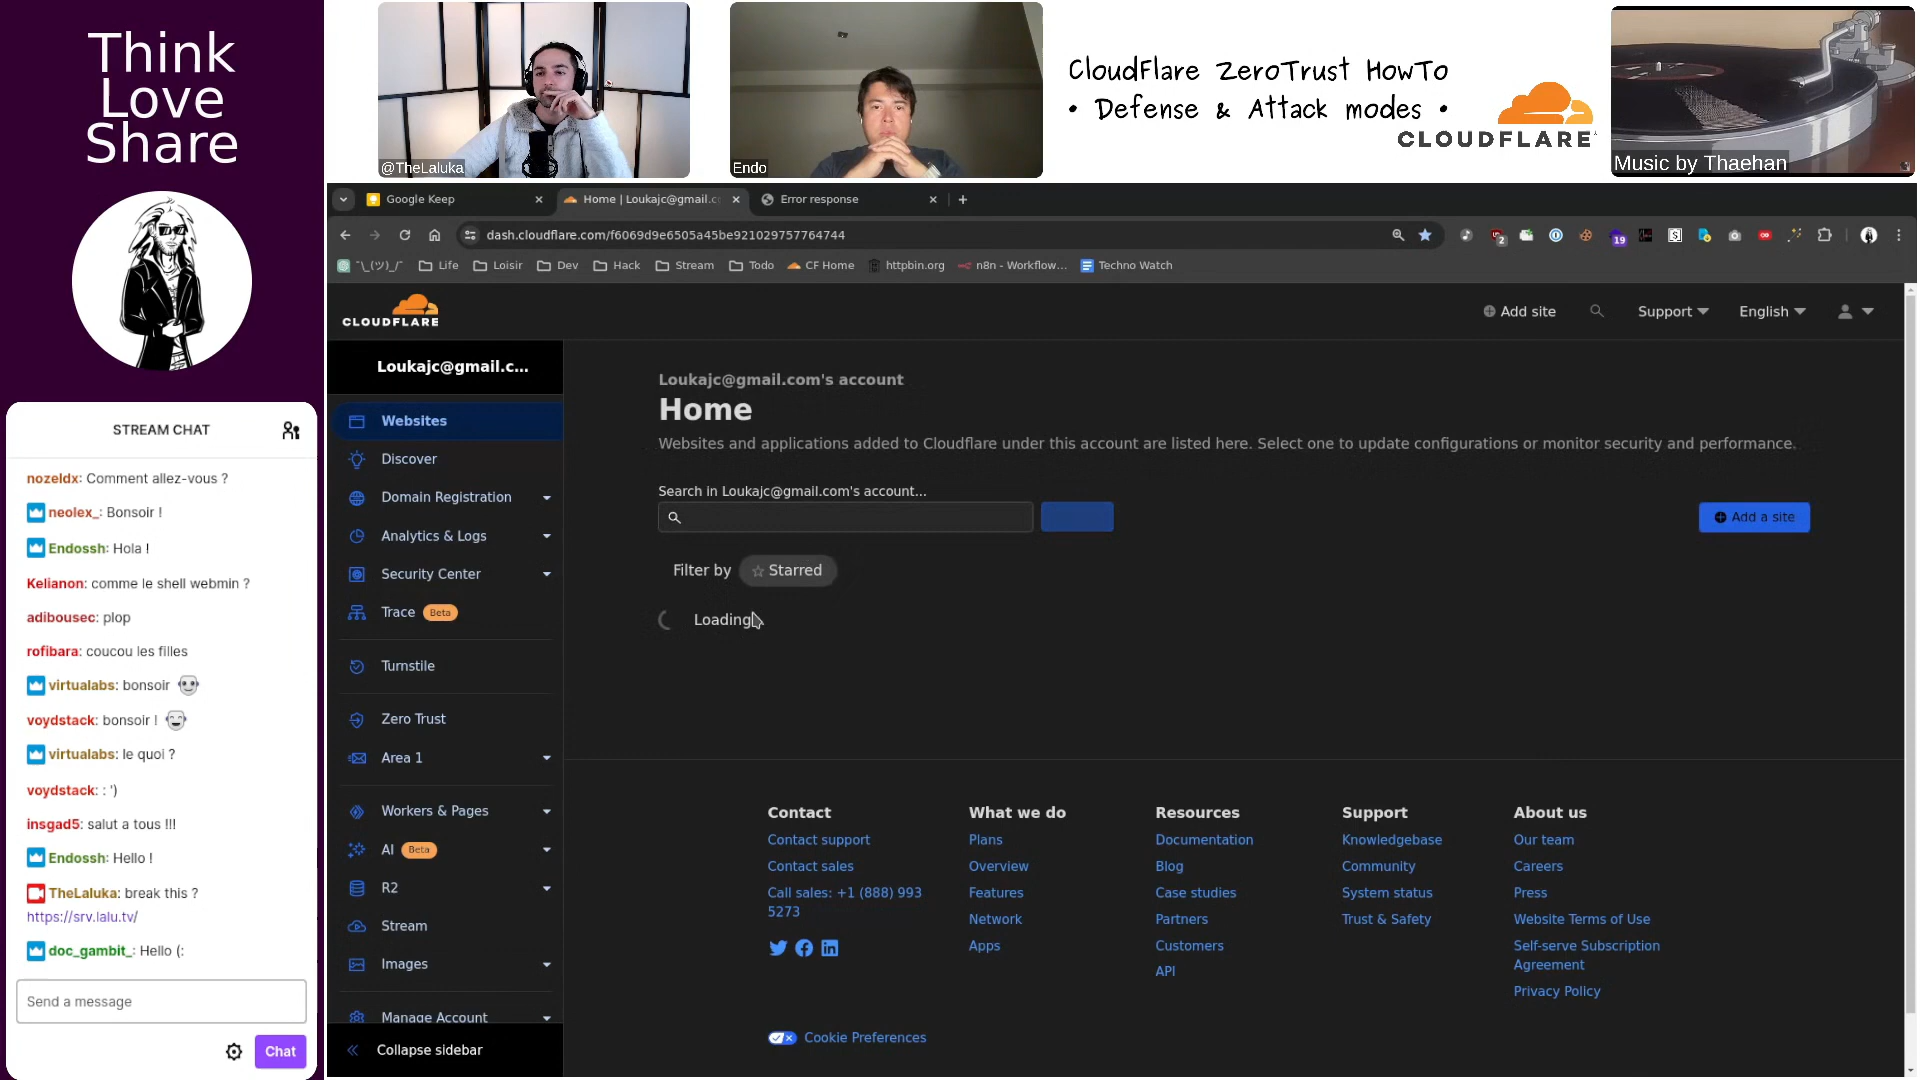 Think
Love
Share
@TheLaluka
Endo
CloudFlare ZeroTrust HowTo
• Defense & Attack modes •
CLOUDFLARE
Music by Thaehan
STREAM CHAT
nozeldx: Comment allez-vous ?
neolex_: Bonsoir !
Endossh: Hola !
Kelianon: comme le shell webmin ?
adibousec: plop
rofibara: coucou les filles
virtualabs: bonsoir
voydstack: bonsoir !
virtualabs: le quoi ?
voydstack: : ')
insgad5: salut a tous !!!
Endossh: Hello !
TheLaluka: break this ?
https://srv.lalu.tv/
doc_gambit_: Hello (:
Send a message
Chat
Google Keep
Home | Loukajc@gmail.c
Error response
dash.cloudflare.com/f6069d9e6505a45be921029757764744
2
19
¯\_(ツ)_/¯
Life
Loisir
Dev
Hack
Stream
Todo
CF Home
httpbin.org
n8n - Workflow...
Techno Watch
CLOUDFLARE
Add site
Support
English
Loukajc@gmail.c...
Websites
Discover
Domain Registration
Analytics & Logs
Security Center
Trace Beta
Turnstile
Zero Trust
Area 1
Workers & Pages
AI Beta
R2
Stream
Images
Manage Account
Collapse sidebar
Loukajc@gmail.com's account
Home
Websites and applications added to Cloudflare under this account are listed here. Select one to update configurations or monitor security and performance.
Search in Loukajc@gmail.com's account...
Add a site
Filter by
Starred
Loading
Contact
Contact support
Contact sales
Call sales: +1 (888) 993
5273
What we do
Plans
Overview
Features
Network
Apps
Resources
Documentation
Blog
Case studies
Partners
Customers
API
Support
Knowledgebase
Community
System status
Trust & Safety
About us
Our team
Careers
Press
Website Terms of Use
Self-serve Subscription
Agreement
Privacy Policy
Cookie Preferences